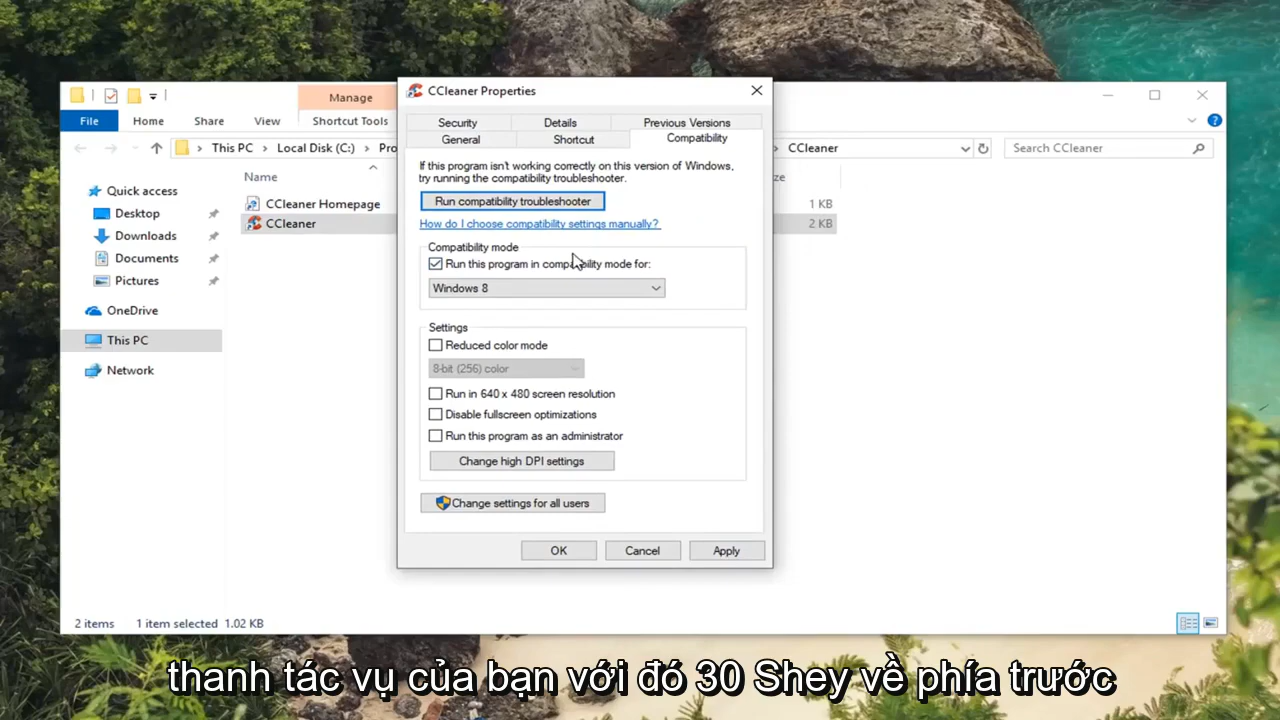 Manage
File
Home
Share
View
Shortcut Tools
This PC
Local Disk (C:)
Pro
CCleaner
Search CCleaner
Quick access
Desktop
Downloads
Documents
Pictures
OneDrive
This PC
Network
Name
CCleaner Homepage
1 KB
CCleaner
2 KB
2 items
1 item selected 1.02 KB
CCleaner Properties
Security
Details
Previous Versions
General
Shortcut
Compatibility
If this program isn't working correctly on this version of Windows,
try running the compatibility troubleshooter.
Run compatibility troubleshooter
How do I choose compatibility settings manually?
Compatibility mode
Run this program in compatibility mode for:
Windows 8
Settings
Reduced color mode
8-bit (256) color
Run in 640 x 480 screen resolution
Disable fullscreen optimizations
Run this program as an administrator
Change high DPI settings
Change settings for all users
OK
Cancel
Apply
thanh tác vụ của bạn với đó 30 Shey về phía trước